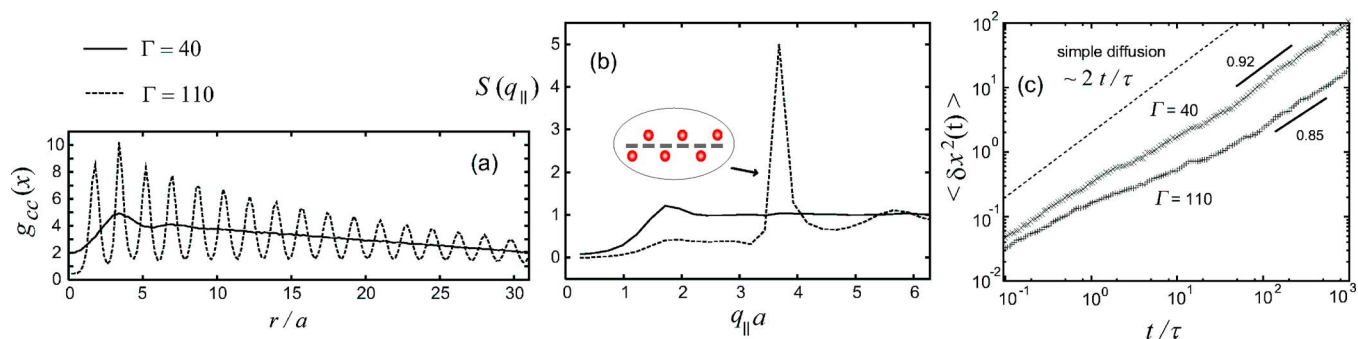 Γ = 40
Γ = 110
(a)
g_cc(x)
10
8
6
4
2
0
0 5 10 15 20 25 30
r/a
(b)
S(q_∥)
5
4
3
2
1
0
0 1 2 3 4 5 6
q_∥a
(c)
simple diffusion
~ 2 t/τ
0.92
Γ = 40
0.85
Γ = 110
< δx²(t) >
10²
10¹
10⁰
10⁻¹
10⁻²
10⁻¹ 10⁰ 10¹ 10² 10³
t/τ